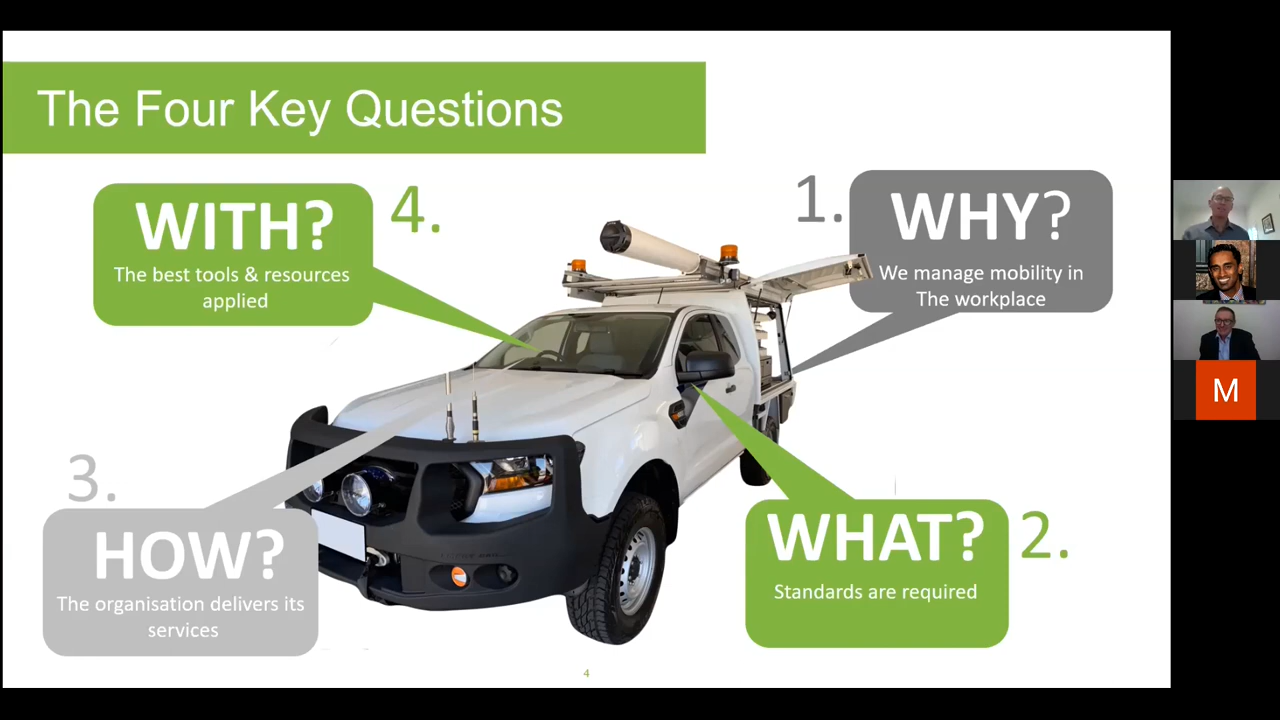 The Four Key Questions
WITH?
The best tools & resources
applied
4.
1.
WHY?
We manage mobility in
The workplace
3.
HOW?
The organisation delivers its
services
WHAT?
Standards are required
2.
4
M